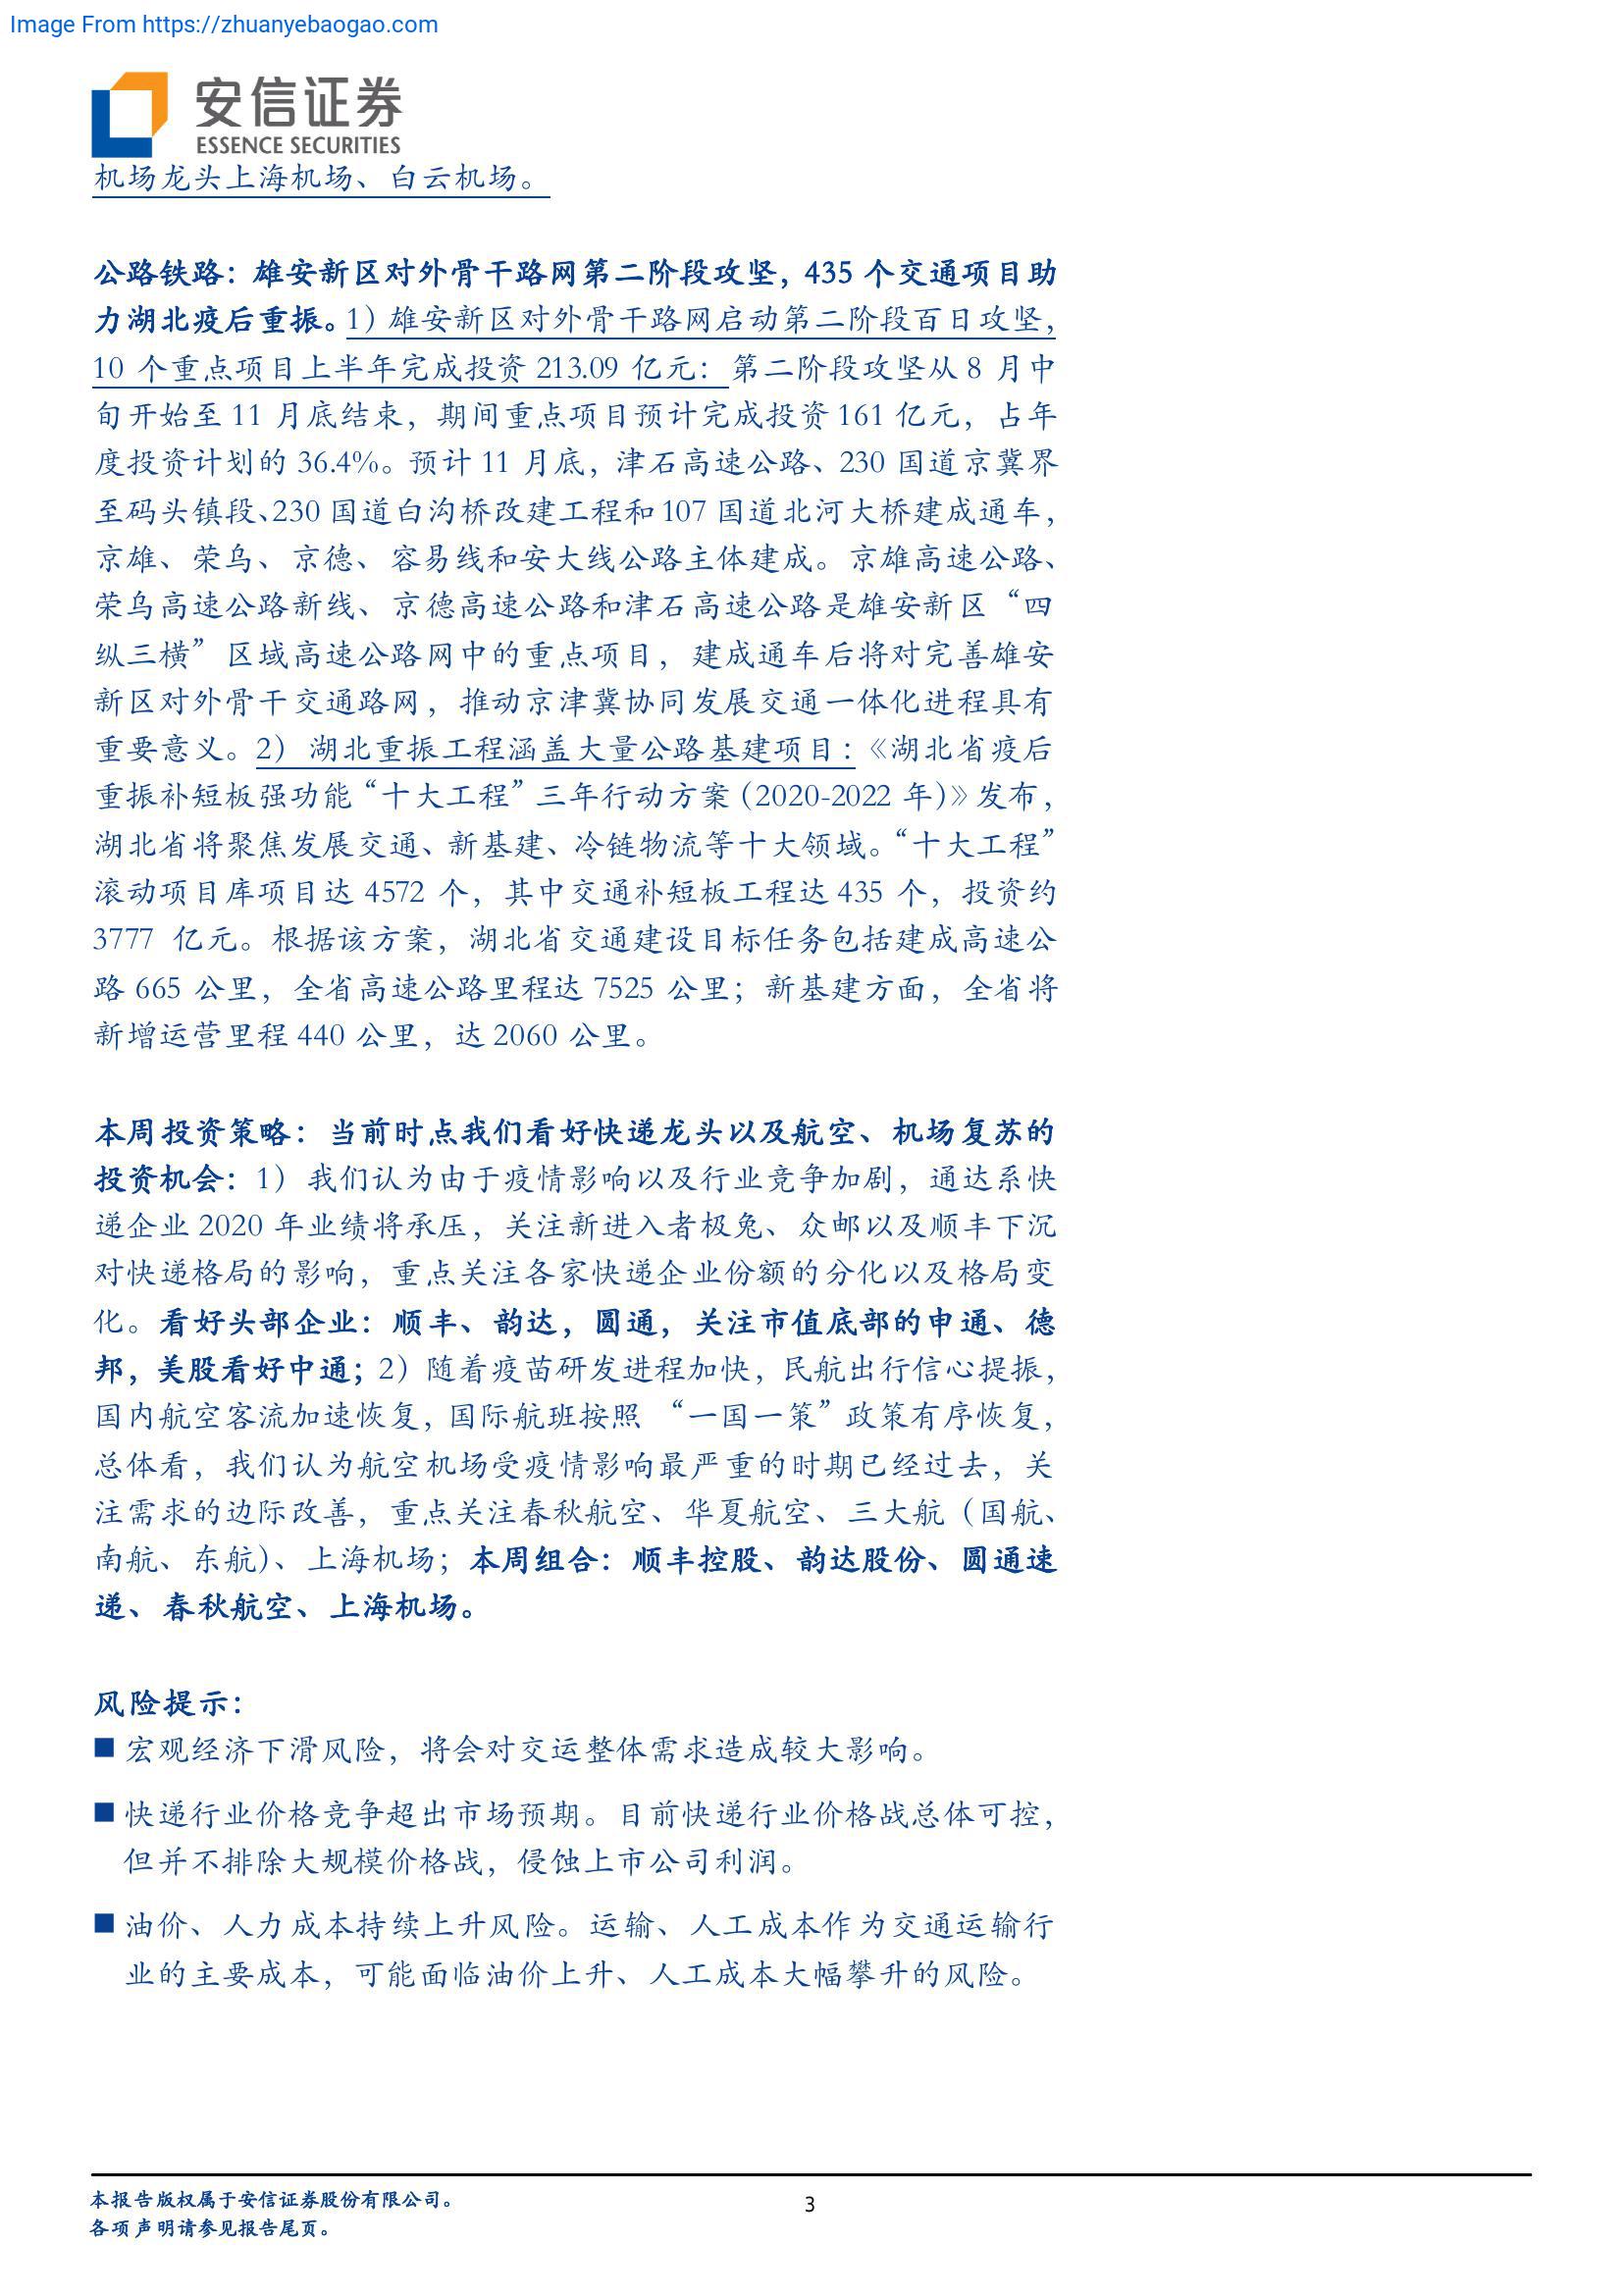 Image From https://zhuanyebaogao.com
安信证券
ESSENCE SECURITIES
机场龙头上海机场、白云机场。
公路铁路：雄安新区对外骨干路网第二阶段攻坚，435 个交通项目助
力湖北疫后重振。1）雄安新区对外骨干路网启动第二阶段百日攻坚，
10 个重点项目上半年完成投资 213.09 亿元：第二阶段攻坚从 8 月中
旬开始至 11 月底结束，期间重点项目预计完成投资 161 亿元，占年
度投资计划的 36.4%。预计 11 月底，津石高速公路、230 国道京冀界
至码头镇段、230 国道白沟桥改建工程和 107 国道北河大桥建成通车，
京雄、荣乌、京德、容易线和安大线公路主体建成。京雄高速公路、
荣乌高速公路新线、京德高速公路和津石高速公路是雄安新区“四
纵三横”区域高速公路网中的重点项目，建成通车后将对完善雄安
新区对外骨干交通路网，推动京津冀协同发展交通一体化进程具有
重要意义。2） 湖北重振工程涵盖大量公路基建项目：《湖北省疫后
重振补短板强功能“十大工程”三年行动方案（2020-2022 年）》发布，
湖北省将聚焦发展交通、新基建、冷链物流等十大领域。“十大工程”
滚动项目库项目达 4572 个，其中交通补短板工程达 435 个，投资约
3777 亿元。根据该方案，湖北省交通建设目标任务包括建成高速公
路 665 公里，全省高速公路里程达 7525 公里；新基建方面，全省将
新增运营里程 440 公里，达 2060 公里。
本周投资策略：当前时点我们看好快递龙头以及航空、机场复苏的
投资机会：1） 我们认为由于疫情影响以及行业竞争加剧，通达系快
递企业 2020 年业绩将承压，关注新进入者极兔、众邮以及顺丰下沉
对快递格局的影响，重点关注各家快递企业份额的分化以及格局变
化。看好头部企业：顺丰、韵达，圆通，关注市值底部的申通、德
邦，美股看好中通；2）随着疫苗研发进程加快，民航出行信心提振，
国内航空客流加速恢复，国际航班按照 “一国一策”政策有序恢复，
总体看，我们认为航空机场受疫情影响最严重的时期已经过去，关
注需求的边际改善，重点关注春秋航空、华夏航空、三大航（国航、
南航、东航）、上海机场；本周组合：顺丰控股、韵达股份、圆通速
递、春秋航空、上海机场。
风险提示：
■ 宏观经济下滑风险，将会对交运整体需求造成较大影响。
■ 快递行业价格竞争超出市场预期。目前快递行业价格战总体可控，
但并不排除大规模价格战，侵蚀上市公司利润。
■ 油价、人力成本持续上升风险。运输、人工成本作为交通运输行
业的主要成本，可能面临油价上升、人工成本大幅攀升的风险。
本报告版权属于安信证券股份有限公司。
3
各项声明请参见报告尾页。